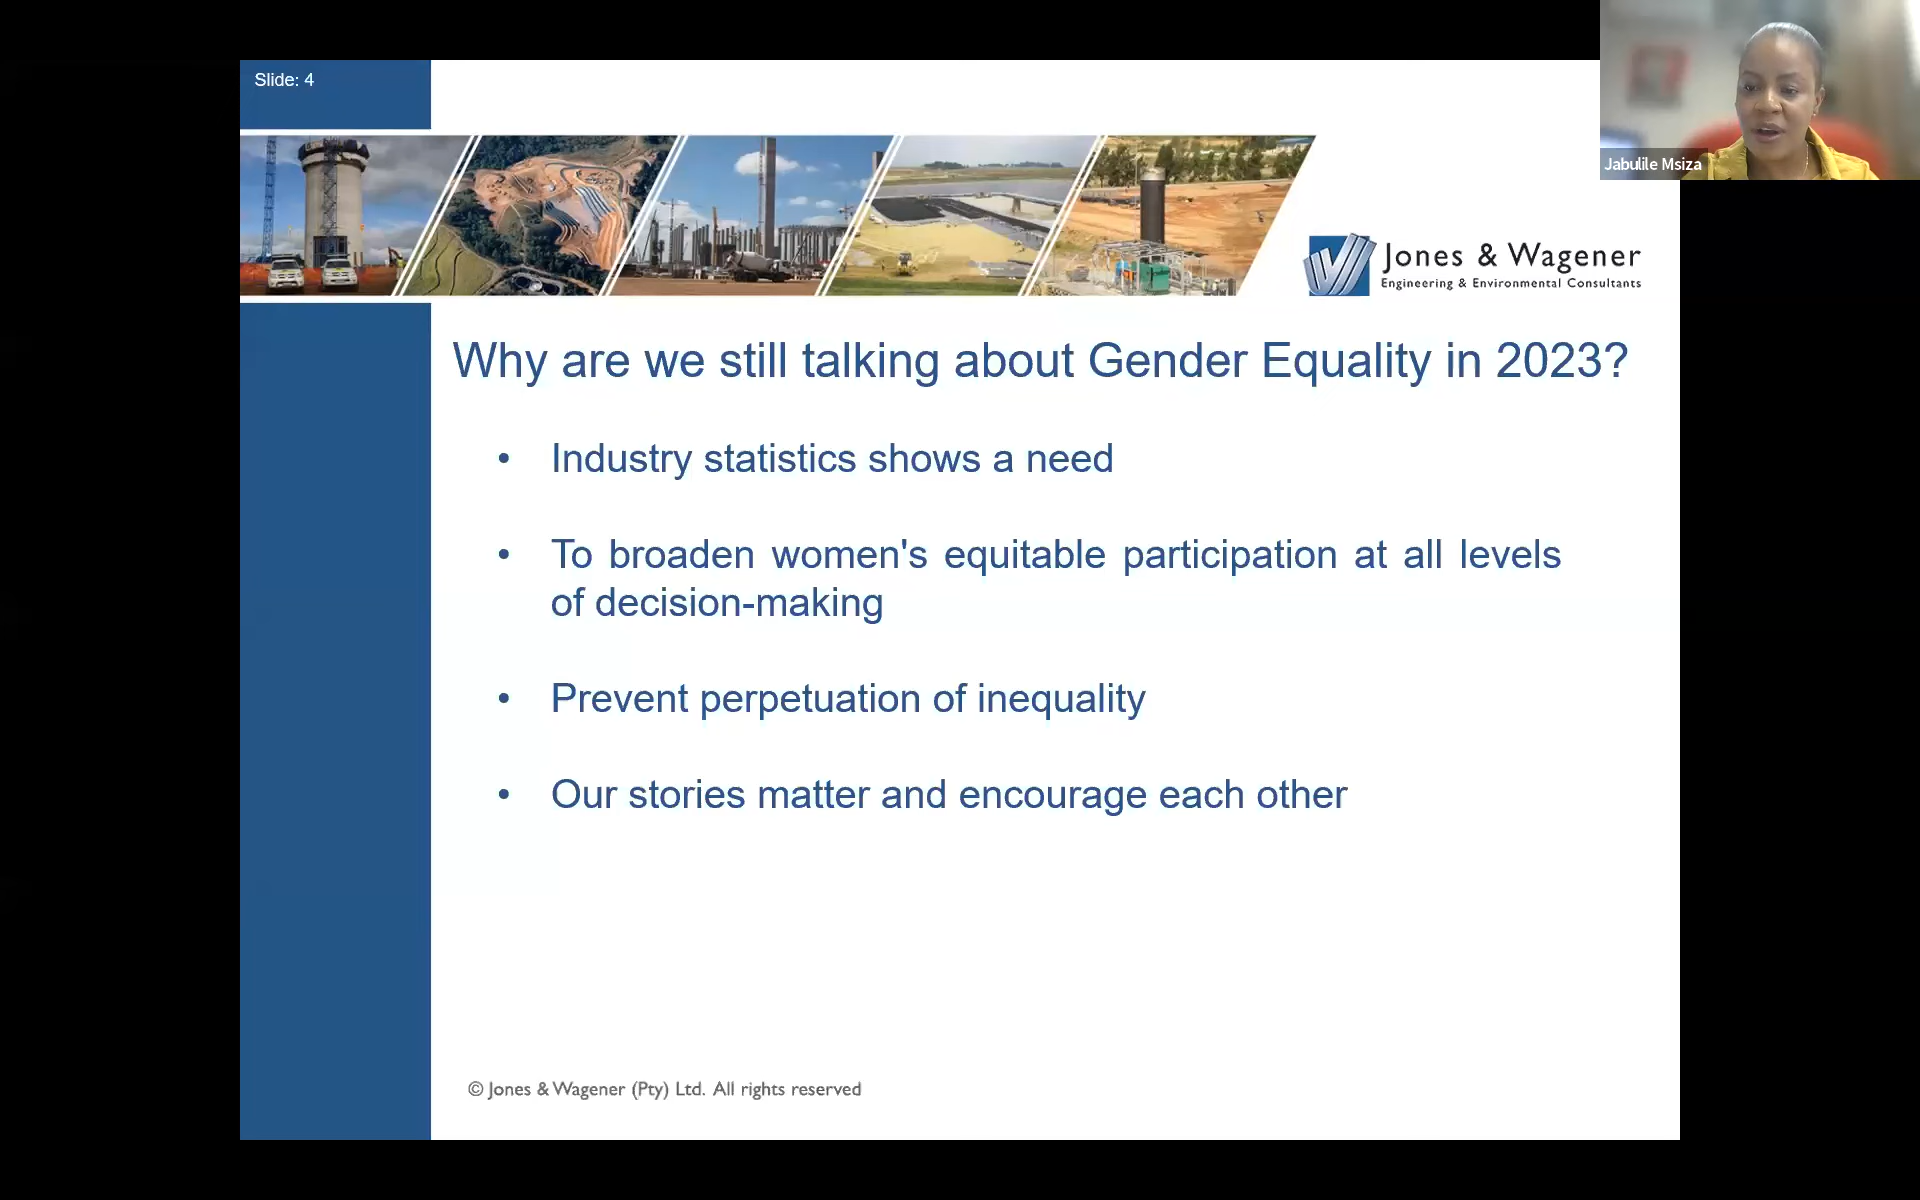 Slide: 4
Jabulile Msiza
Jones & Wagener
Engineering & Environmental Consultants
Why are we still talking about Gender Equality in 2023?
• Industry statistics shows a need
• To broaden women's equitable participation at all levels
of decision-making
• Prevent perpetuation of inequality
• Our stories matter and encourage each other
© Jones & Wagener (Pty) Ltd. All rights reserved